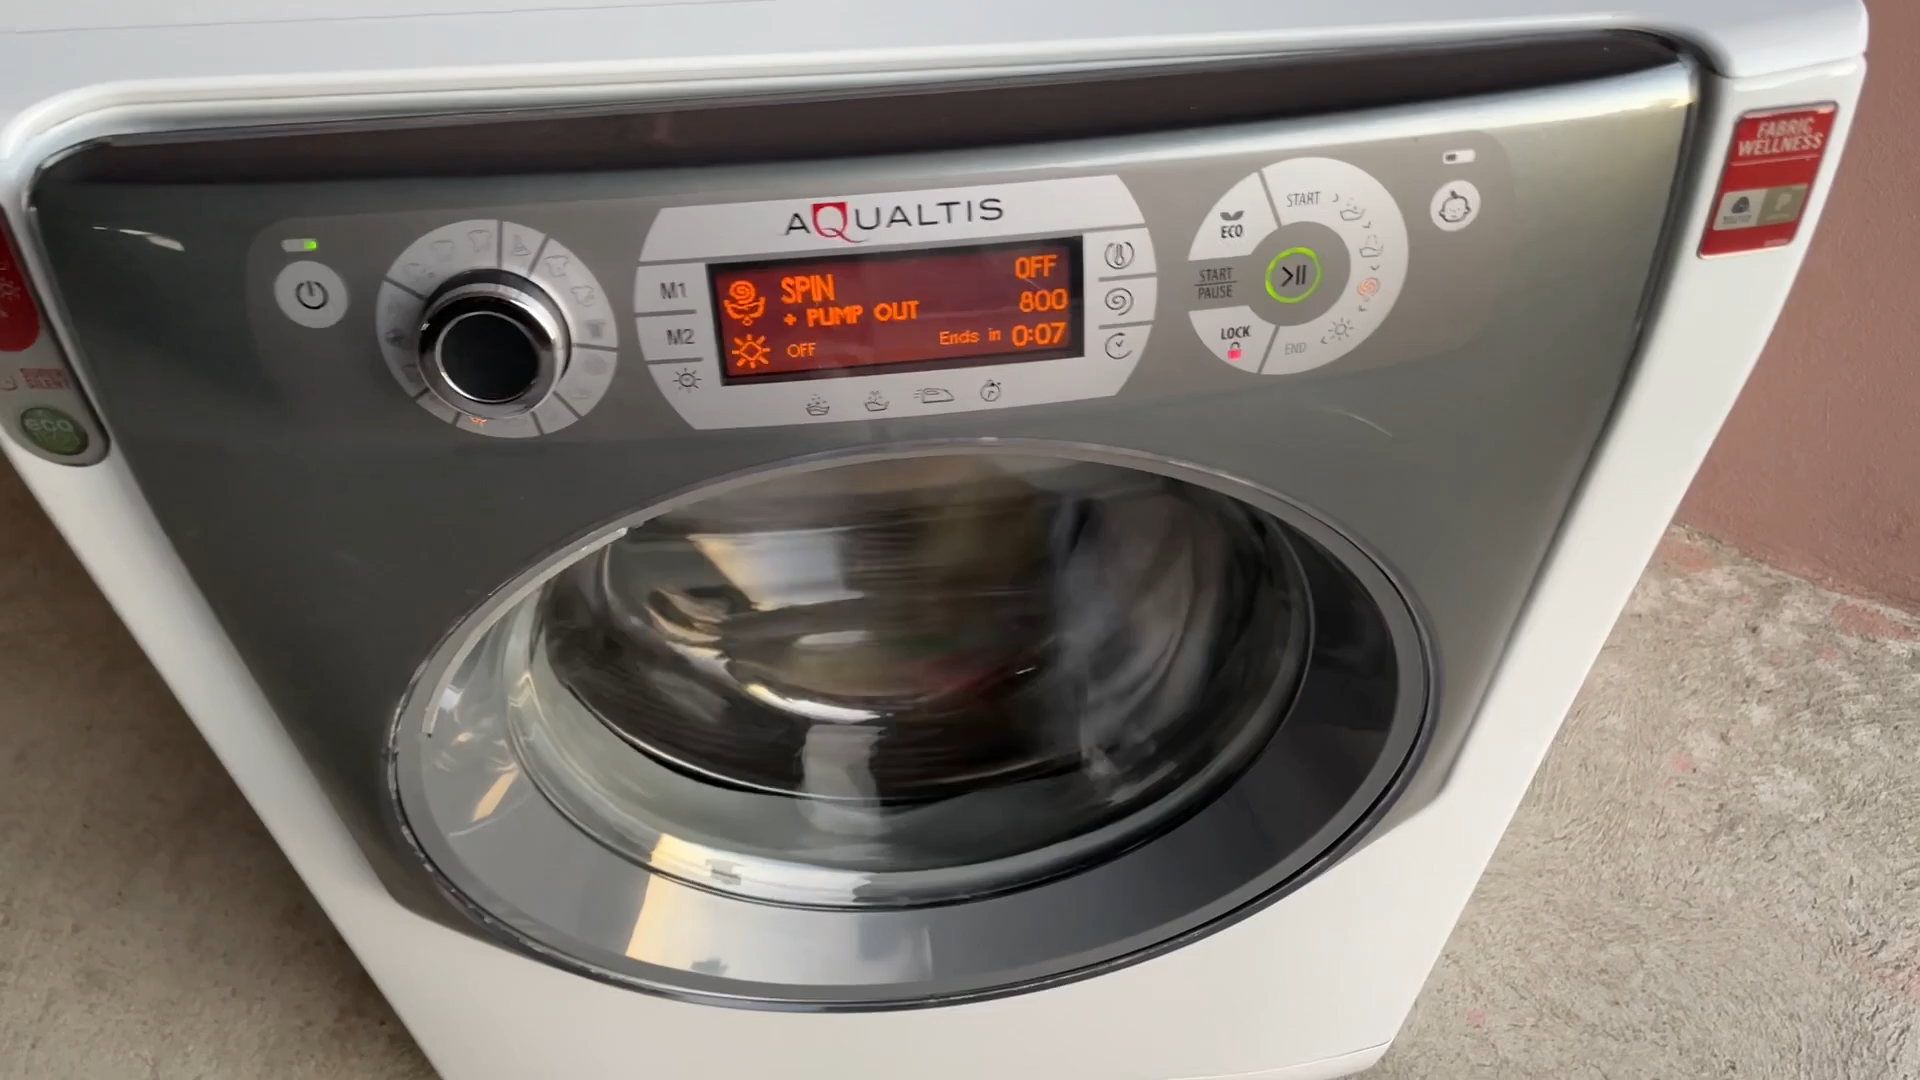 AQUALTIS
M1
M2
SPIN
+ PUMP OUT
OFF
OFF
800
Ends in 0:07
ECO
START
PAUSE
LOCK
START
END
FABRIC
WELLNESS
eco